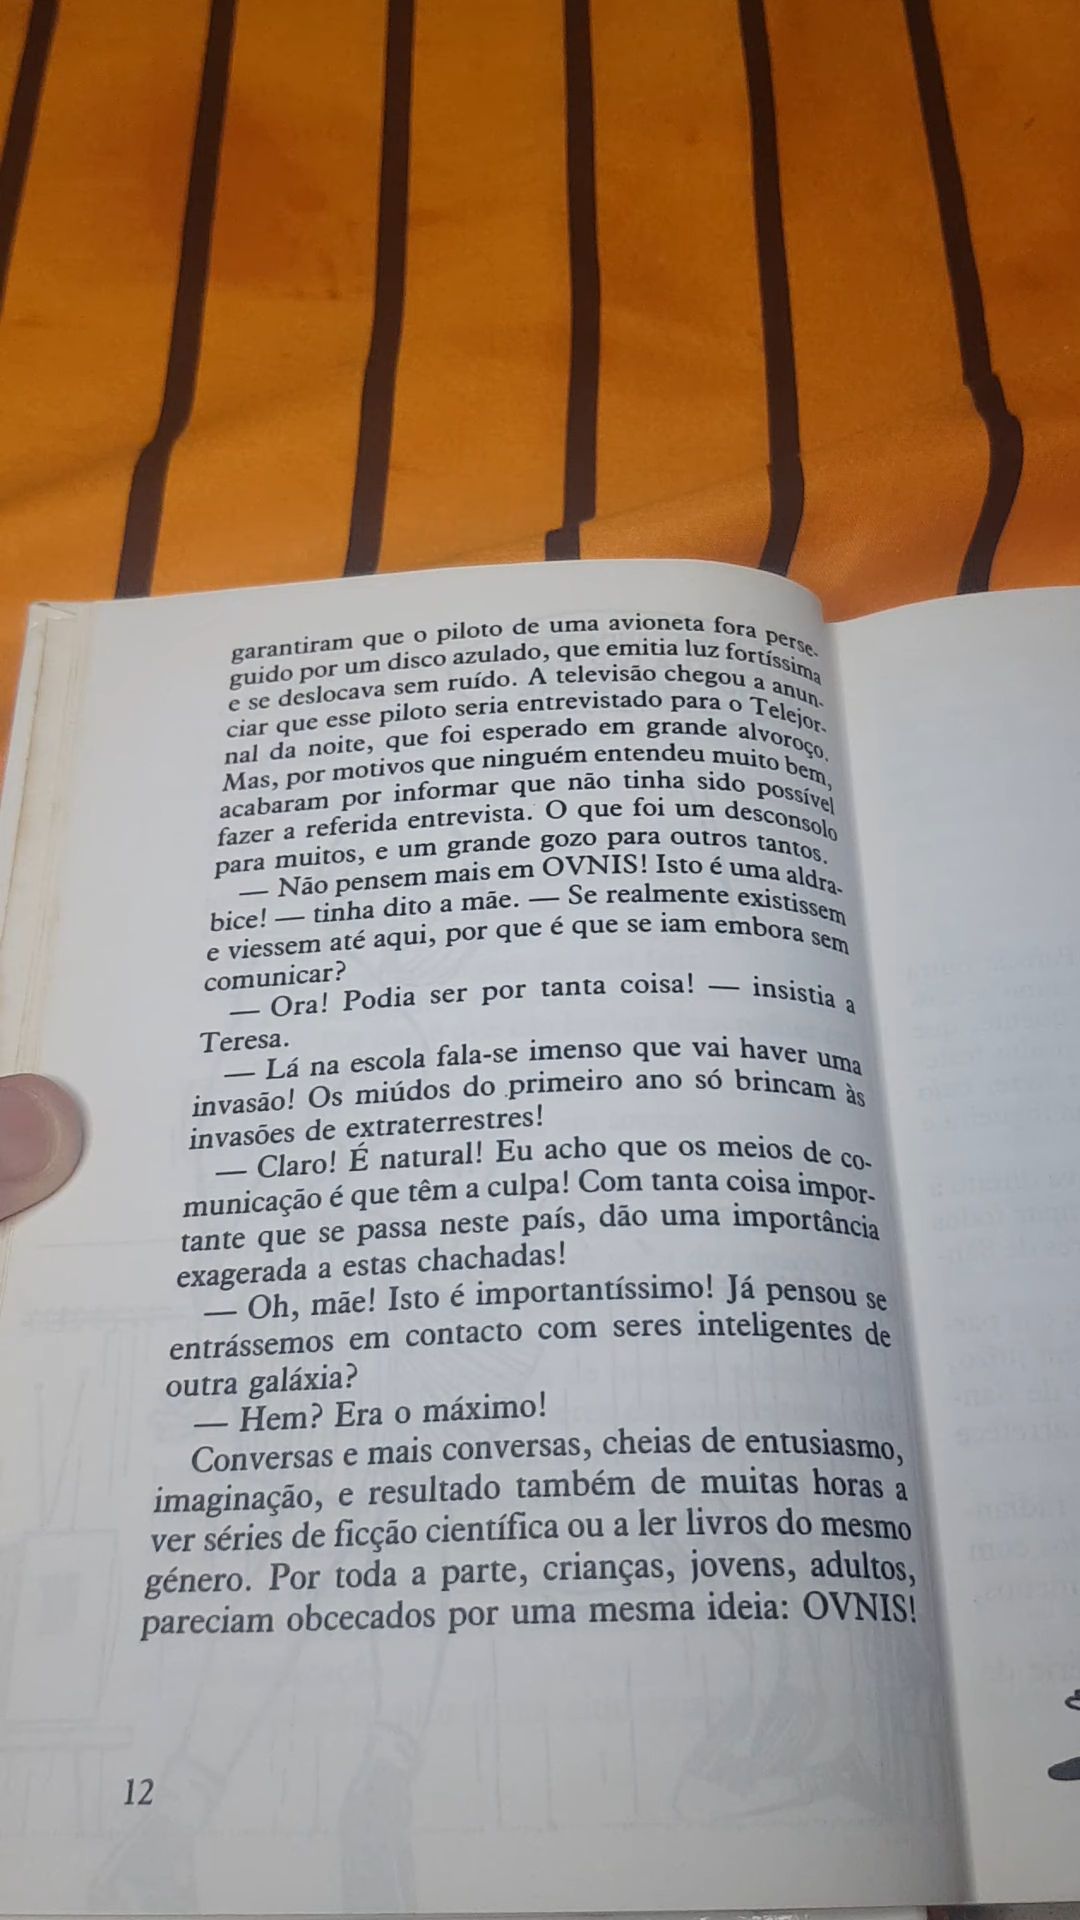 garantiram que o piloto de uma avioneta fora perse-
guido por um disco azulado, que emitia luz fortíssima
e se deslocava sem ruído. A televisão chegou a anun-
ciar que esse piloto seria entrevistado para o Telejor-
nal da noite, que foi esperado em grande alvoroço.
Mas, por motivos que ninguém entendeu muito bem,
acabaram por informar que não tinha sido possível
fazer a referida entrevista. O que foi um desconsolo
para muitos, e um grande gozo para outros tantos.
— Não pensem mais em OVNIS! Isto é uma aldra-
bice! — tinha dito a mãe. — Se realmente existissem
e viessem até aqui, por que é que se iam embora sem
comunicar?
— Ora! Podia ser por tanta coisa! — insistia a
Teresa.
— Lá na escola fala-se imenso que vai haver uma
invasão! Os miúdos do primeiro ano só brincam às
invasões de extraterrestres!
— Claro! É natural! Eu acho que os meios de co-
municação é que têm a culpa! Com tanta coisa impor-
tante que se passa neste país, dão uma importância
exagerada a estas chachadas!
— Oh, mãe! Isto é importantíssimo! Já pensou se
entrássemos em contacto com seres inteligentes de
outra galáxia?
— Hem? Era o máximo!
Conversas e mais conversas, cheias de entusiasmo,
imaginação, e resultado também de muitas horas a
ver séries de ficção científica ou a ler livros do mesmo
género. Por toda a parte, crianças, jovens, adultos,
pareciam obcecados por uma mesma ideia: OVNIS!
12